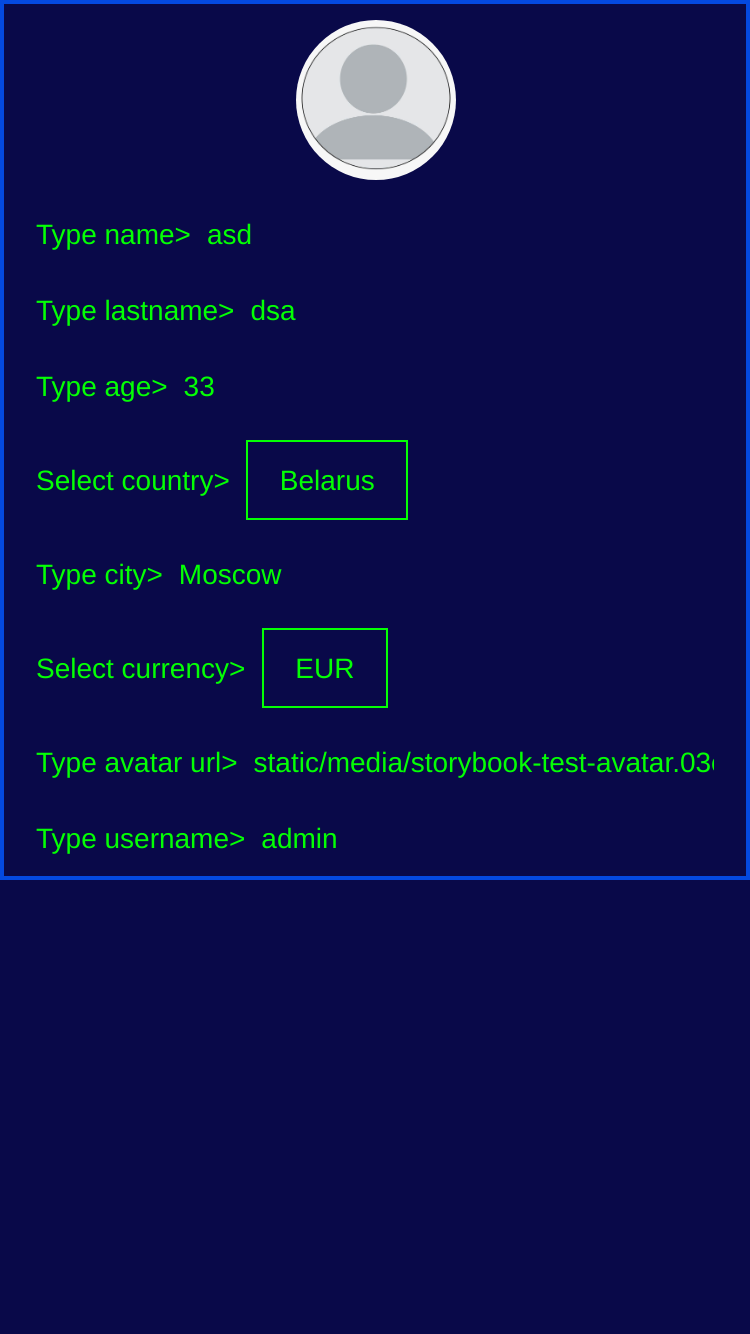 Type name> asd
Type lastname> dsa
Type age> 33
Select country> Belarus
Type city> Moscow
Select currency> EUR
Type avatar url> static/media/storybook-test-avatar.03
Type username> admin